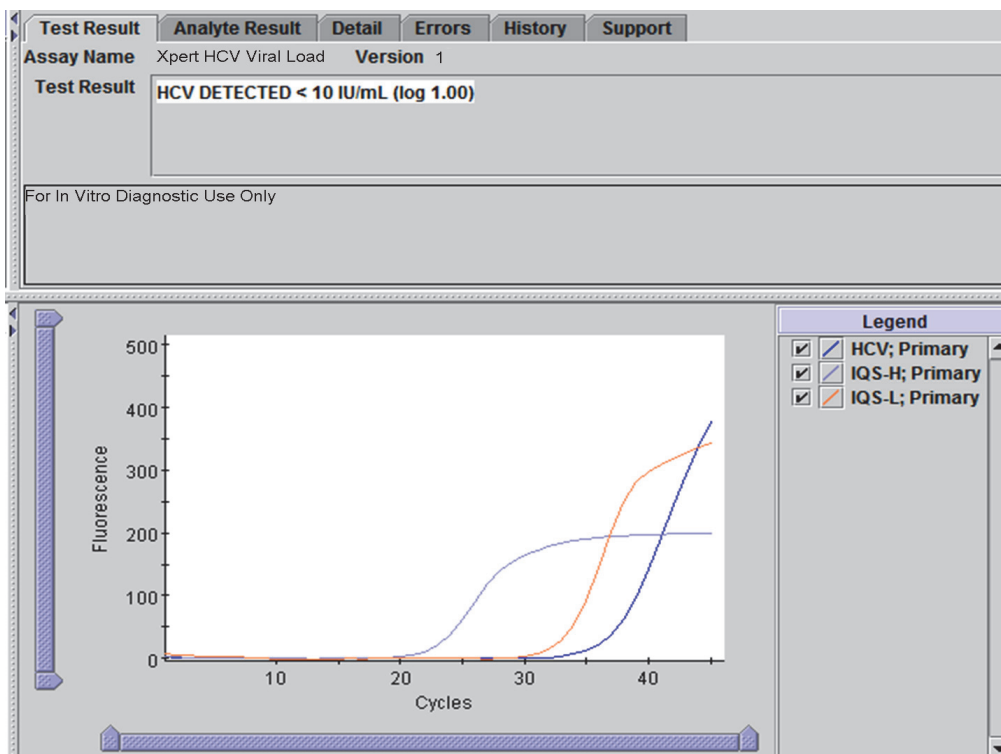 Test Result Analyte Result Detail Errors History Support
Assay Name Xpert HCV Viral Load Version 1
Test Result HCV DETECTED < 10 IU/mL (log 1.00)
For In Vitro Diagnostic Use Only
500
400
300
200
100
0
Fluorescence
10 20 30 40
Cycles
Legend
HCV; Primary
IQS-H; Primary
IQS-L; Primary